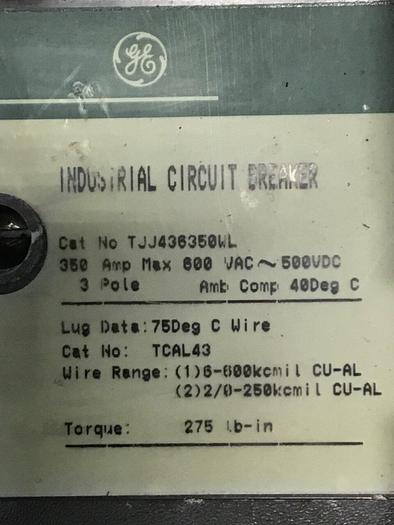 GE
INDUSTRIAL CIRCUIT BREAKER
Cat No TJJ436350WL
350 Amp Max 600 VAC~500VDC
3 Pole Amb Comp 40Deg C
Lug Data: 75Deg C Wire
Cat No: TCAL43
Wire Range: (1)6-600kcmil CU-AL
(2)2/0-250kcmil CU-AL
Torque: 275 lb-in